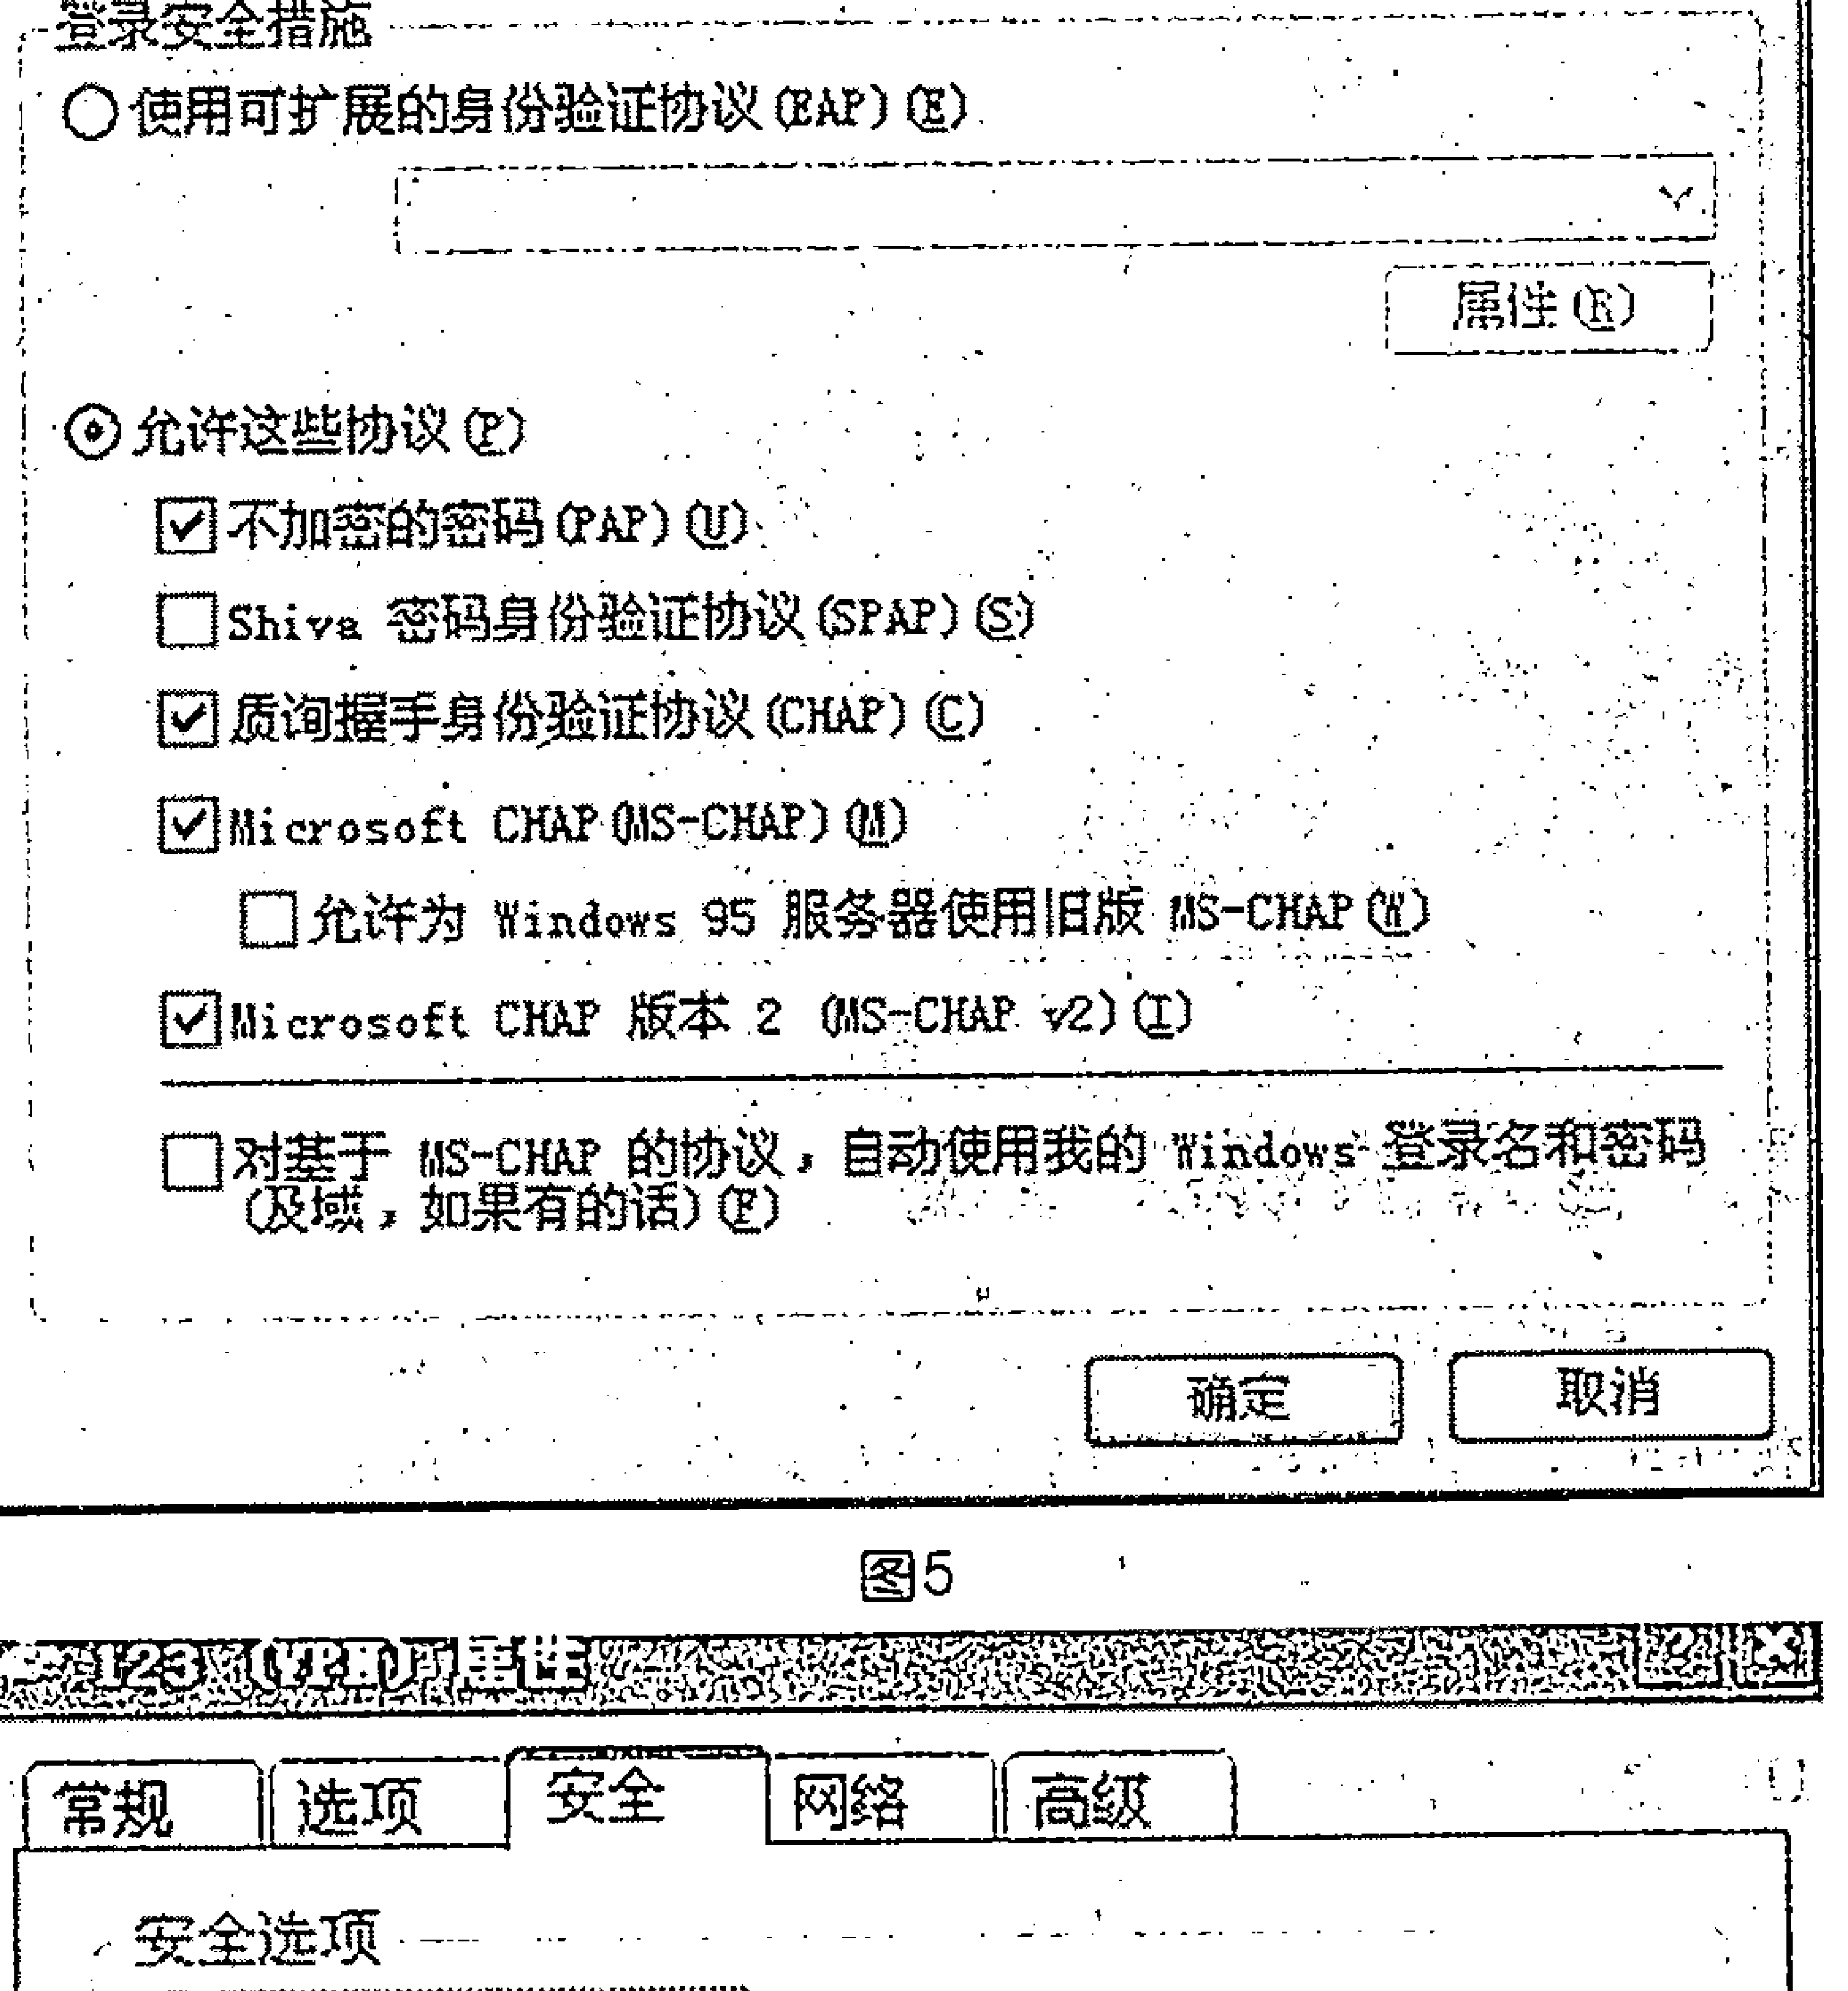 登录安全措施
使用可扩展的身份验证协议(EAP)(E)
属性(R)
允许这些协议(P)
不加密的密码(PAP)(U)
Shiva 密码身份验证协议(SPAP)(S)
质询握手身份验证协议(CHAP)(C)
Microsoft CHAP(MS-CHAP)(M)
允许为 Windows 95 服务器使用旧版 MS-CHAP(W)
Microsoft CHAP 版本 2 (MS-CHAP v2)(I)
对基于 MS-CHAP 的协议，自动使用我的 Windows 登录名和密码
(及域，如果有的话)(F)
确定 取消
图5
123 (VPN) 属性
常规 选项 安全 网络 高级
安全选项